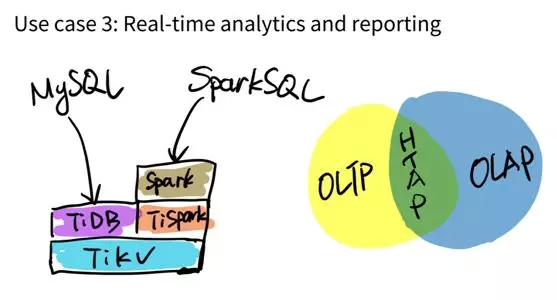 Use case 3: Real-time analytics and reporting
MySQL
SparkSQL
Spark
TiDB
TiSpark
TiKV
OLTP
HTAP
OLAP